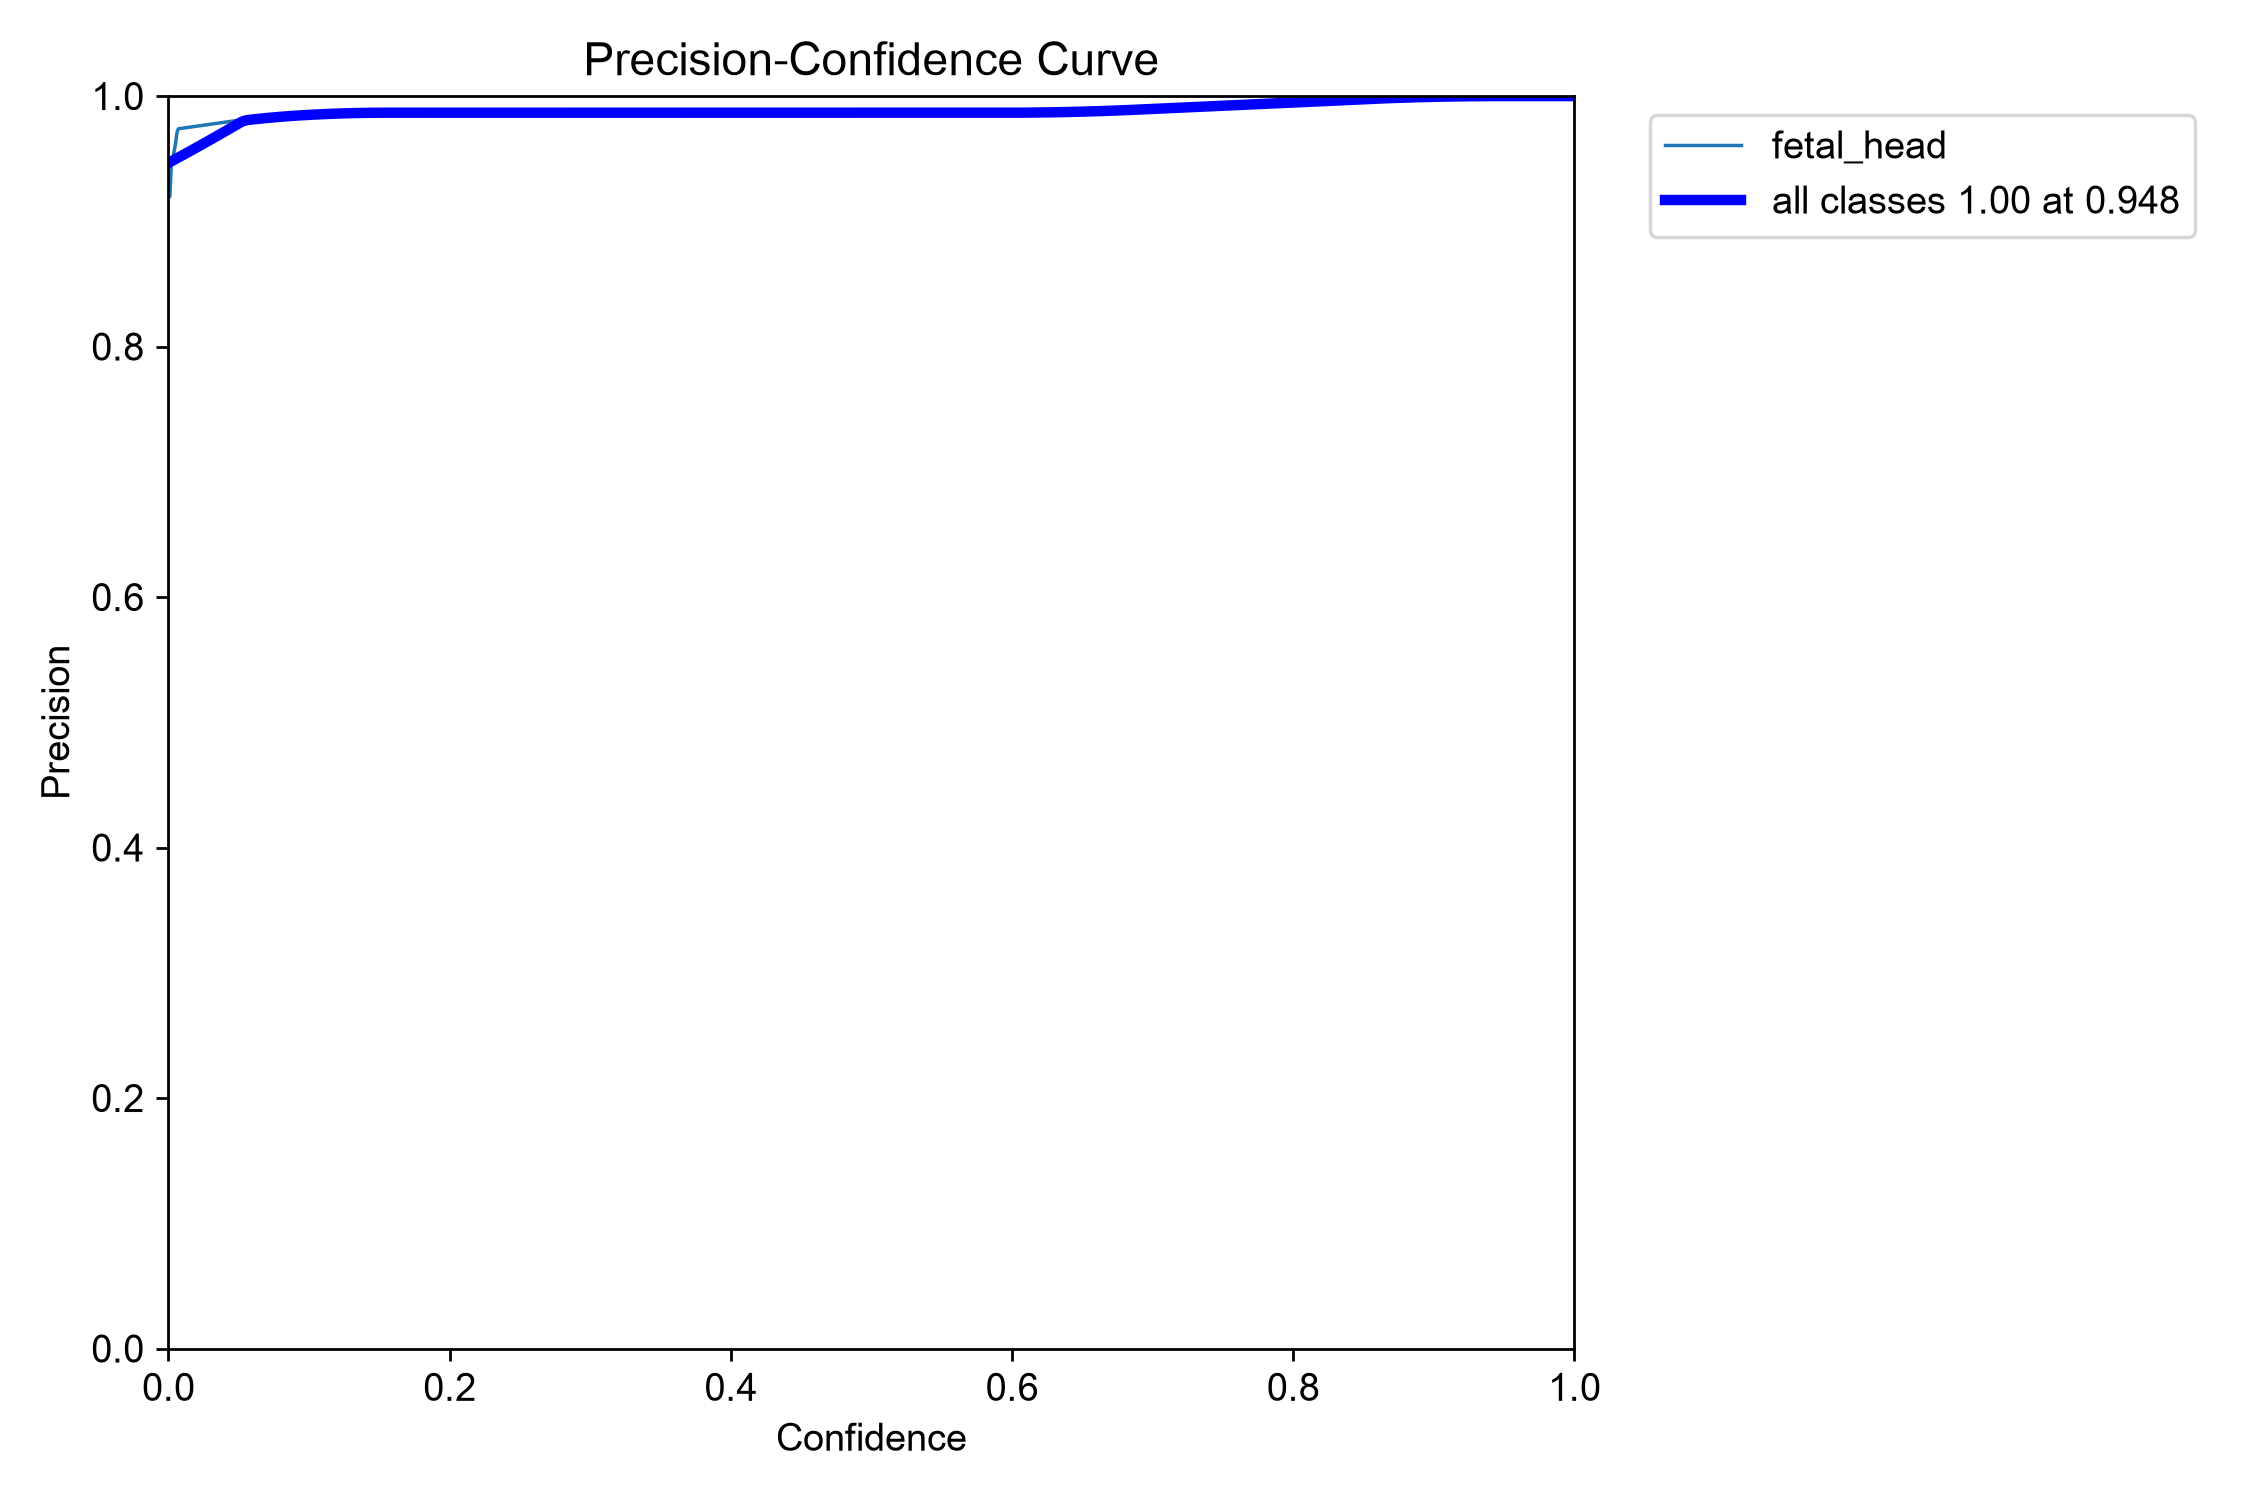 Precision-Confidence Curve
1.0
0.8
0.6
0.4
0.2
0.0
Precision
0.0 0.2 0.4 0.6 0.8 1.0
Confidence
fetal_head
all classes 1.00 at 0.948